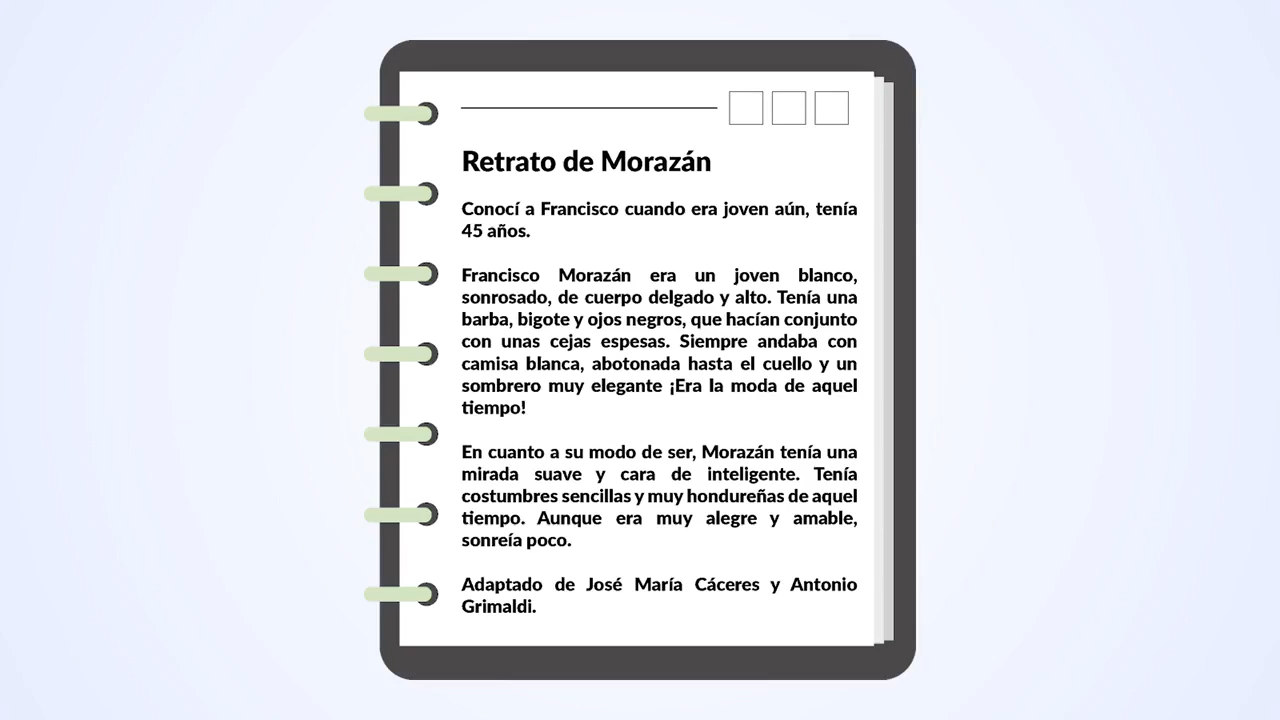 Retrato de Morazán
Conocí a Francisco cuando era joven aún, tenía
45 años.
Francisco Morazán era un joven blanco,
sonrosado, de cuerpo delgado y alto. Tenía una
barba, bigote y ojos negros, que hacían conjunto
con unas cejas espesas. Siempre andaba con
camisa blanca, abotonada hasta el cuello y un
sombrero muy elegante ¡Era la moda de aquel
tiempo!
En cuanto a su modo de ser, Morazán tenía una
mirada suave y cara de inteligente. Tenía
costumbres sencillas y muy hondureñas de aquel
tiempo. Aunque era muy alegre y amable,
sonreía poco.
Adaptado de José María Cáceres y Antonio
Grimaldi.